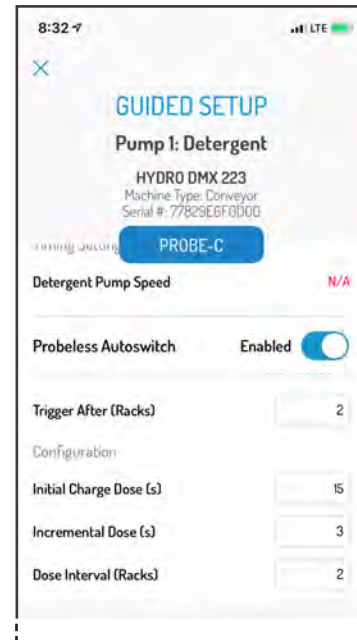 8:32
LTE
GUIDED SETUP
Pump 1: Detergent
HYDRO DMX 223
Machine Type: Conveyor
Serial #: 77829E6F0D0D
PROBE-C
Detergent Pump Speed N/A
Probeless Autoswitch Enabled
Trigger After (Racks) 2
Configuration
Initial Charge Dose (s) 15
Incremental Dose (s) 3
Dose Interval (Racks) 2